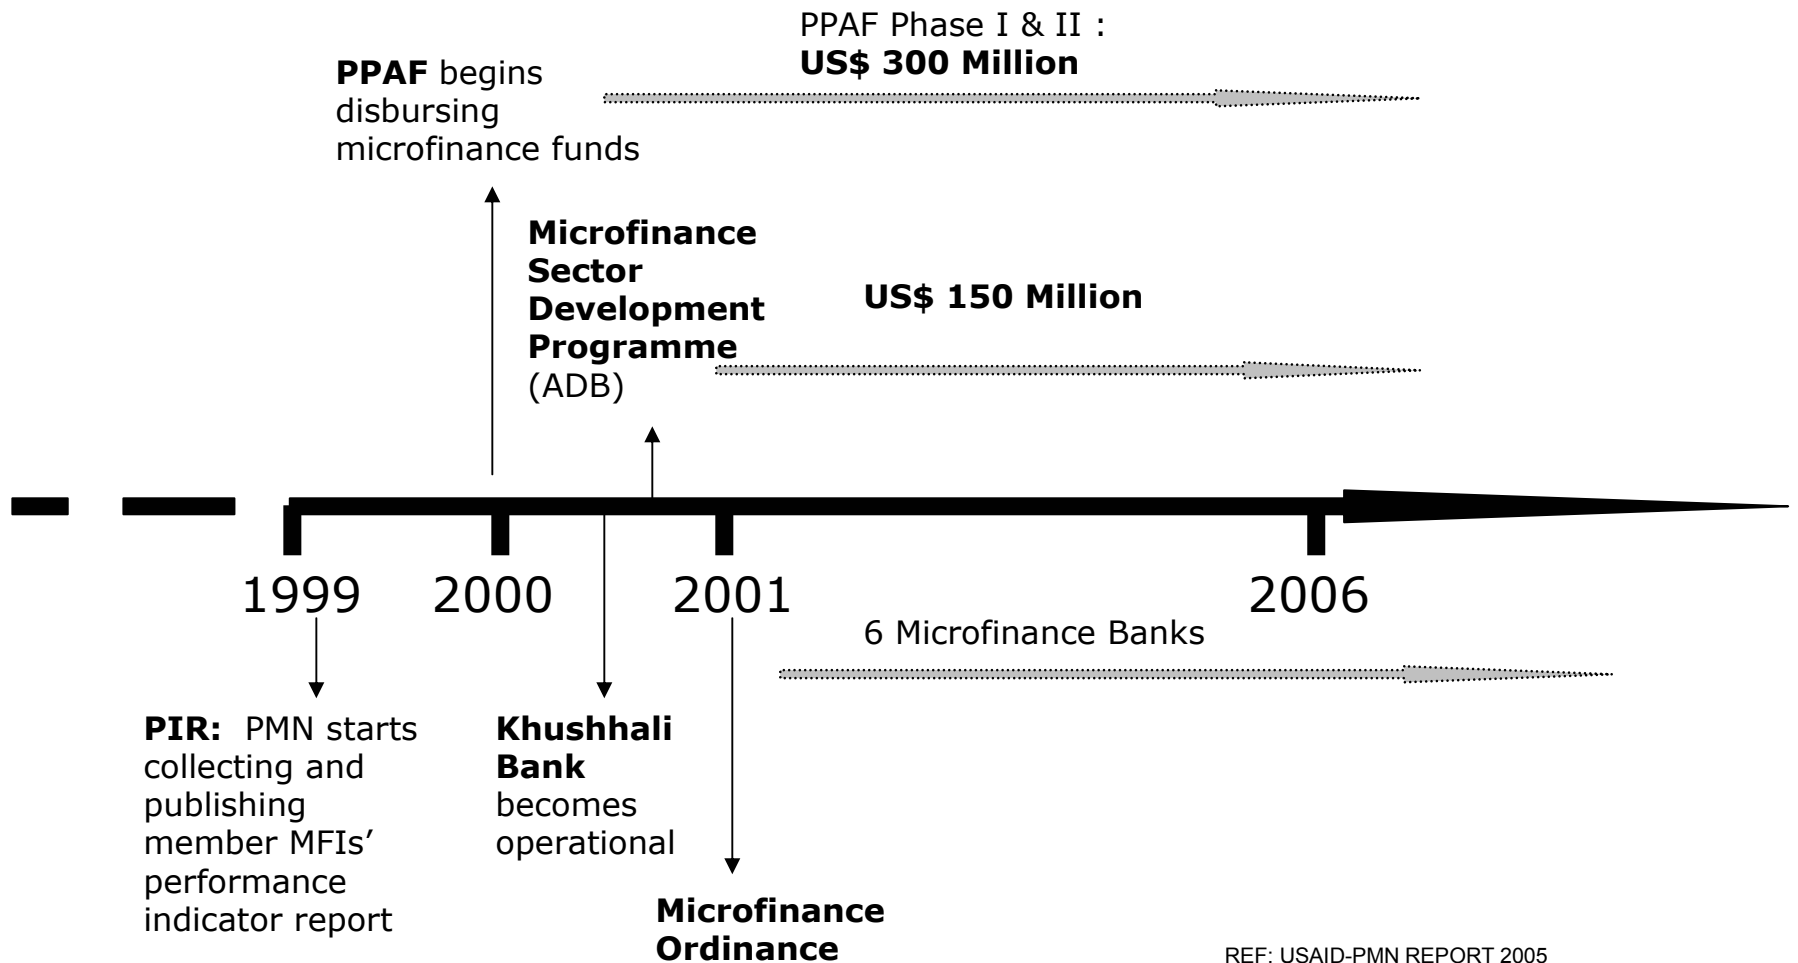 PPAF Phase I & II :
US$ 300 Million
PPAF begins
disbursing
microfinance funds
Microfinance
Sector
Development
Programme
(ADB)
US$ 150 Million
1999
2000
2001
2006
6 Microfinance Banks
PIR:  PMN starts
collecting and
publishing
member MFIs’
performance
indicator report
Khushhali
Bank
becomes
operational
Microfinance
Ordinance
REF: USAID-PMN REPORT 2005